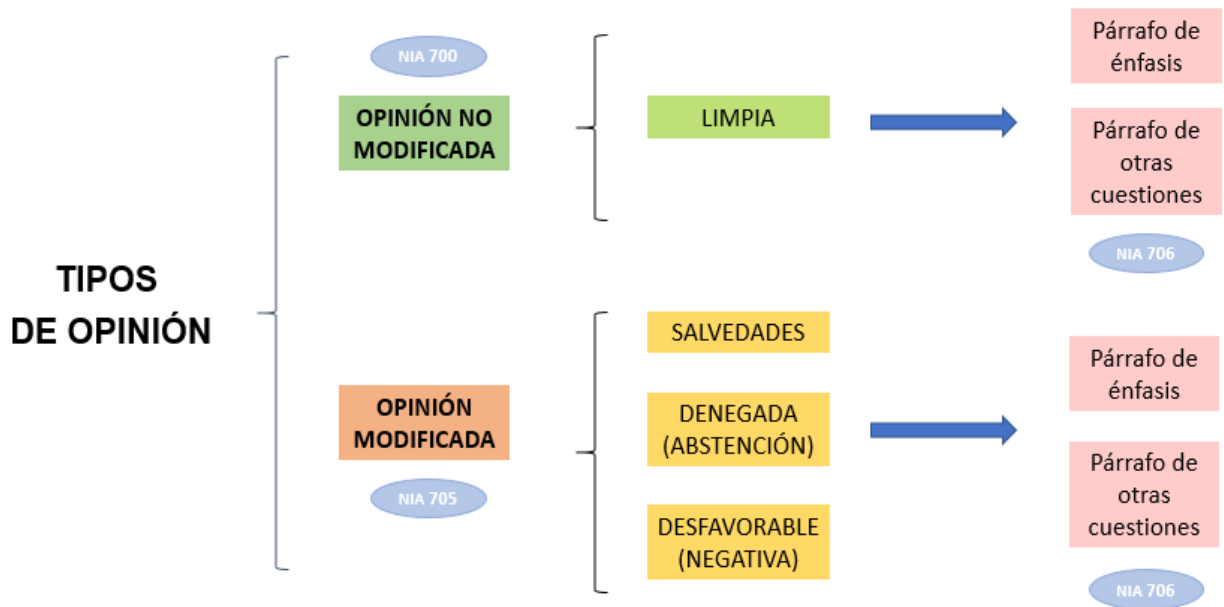 TIPOS
DE OPINIÓN
NIA 700
OPINIÓN NO
MODIFICADA
LIMPIA
Párrafo de
énfasis
Párrafo de
otras
cuestiones
NIA 706
OPINIÓN
MODIFICADA
NIA 705
SALVEDADES
DENEGADA
(ABSTENCIÓN)
DESFAVORABLE
(NEGATIVA)
Párrafo de
énfasis
Párrafo de
otras
cuestiones
NIA 706